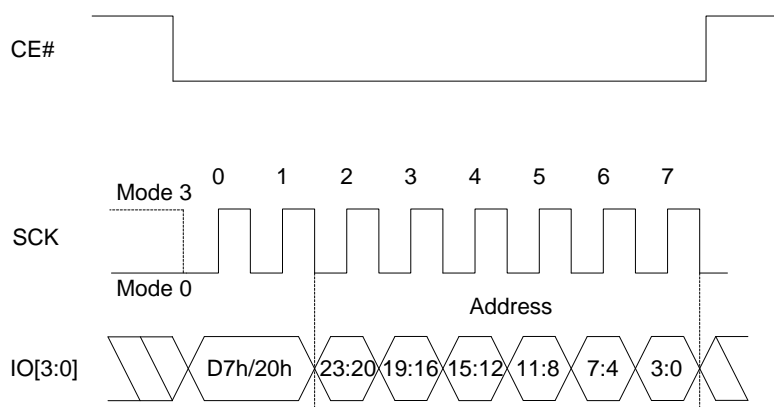 CE#
0 1 2 3 4 5 6 7
Mode 3
SCK
Mode 0
Address
IO[3:0] D7h/20h 23:20 19:16 15:12 11:8 7:4 3:0